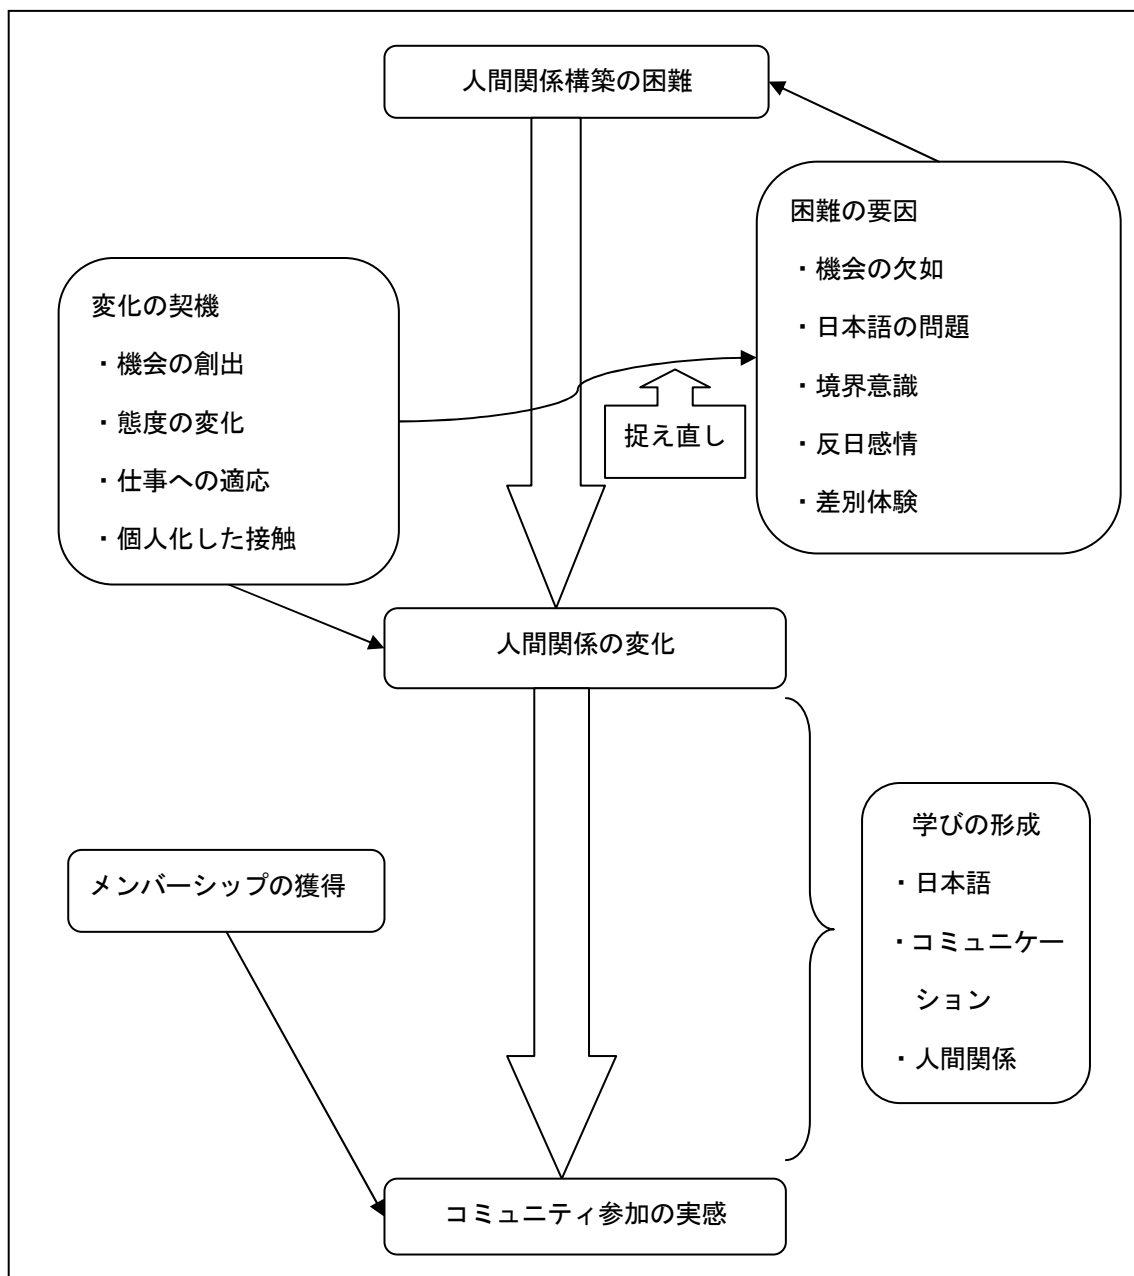 人間関係構築の困難
困難の要因
・機会の欠如
・日本語の問題
・境界意識
・反日感情
・差別体験
変化の契機
・機会の創出
・態度の変化
・仕事への適応
・個人化した接触
捉え直し
人間関係の変化
学びの形成
・日本語
・コミュニケー
ション
・人間関係
メンバーシップの獲得
コミュニティ参加の実感